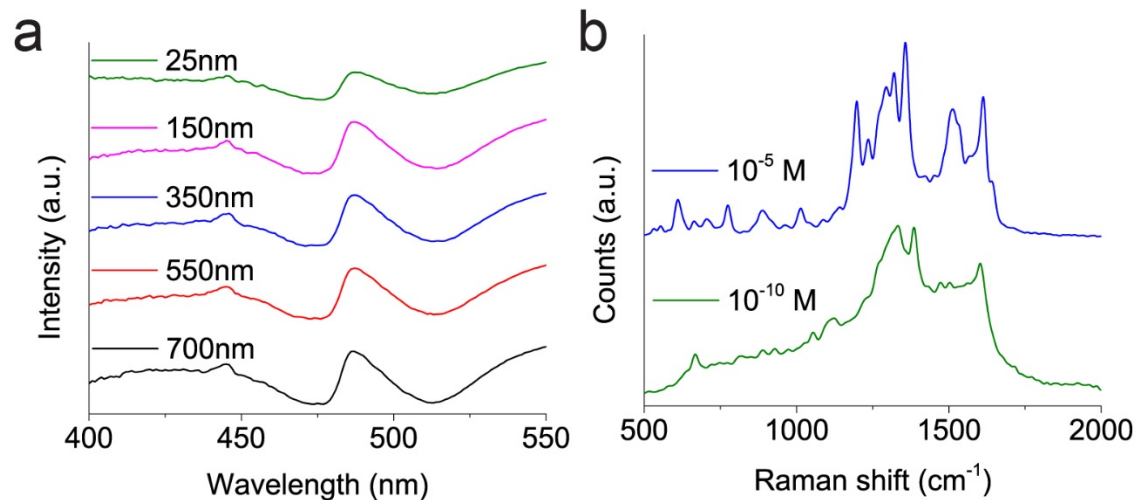 a
25nm
150nm
350nm
550nm
700nm
Intensity (a.u.)
400 450 500 550
Wavelength (nm)
b
10⁻⁵ M
10⁻¹⁰ M
Counts (a.u.)
500 1000 1500 2000
Raman shift (cm⁻¹)